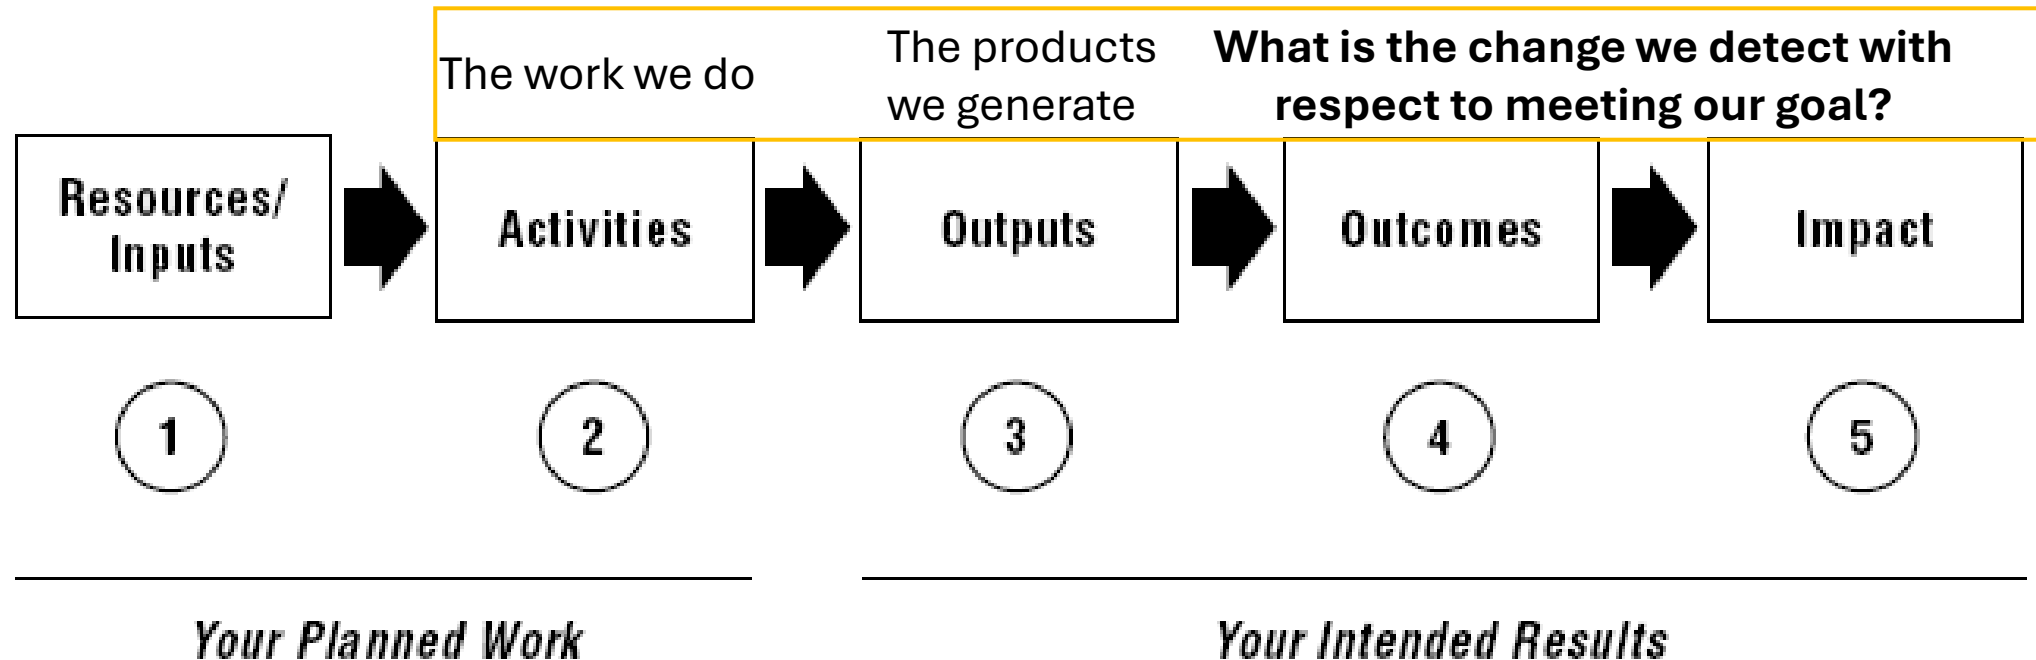 The work we do
The products
we generate
What is the change we detect with
respect to meeting our goal?
Resources/
Inputs
Activities
Outputs
Outcomes
Impact
1
2
3
4
5
Your Planned Work
Your Intended Results